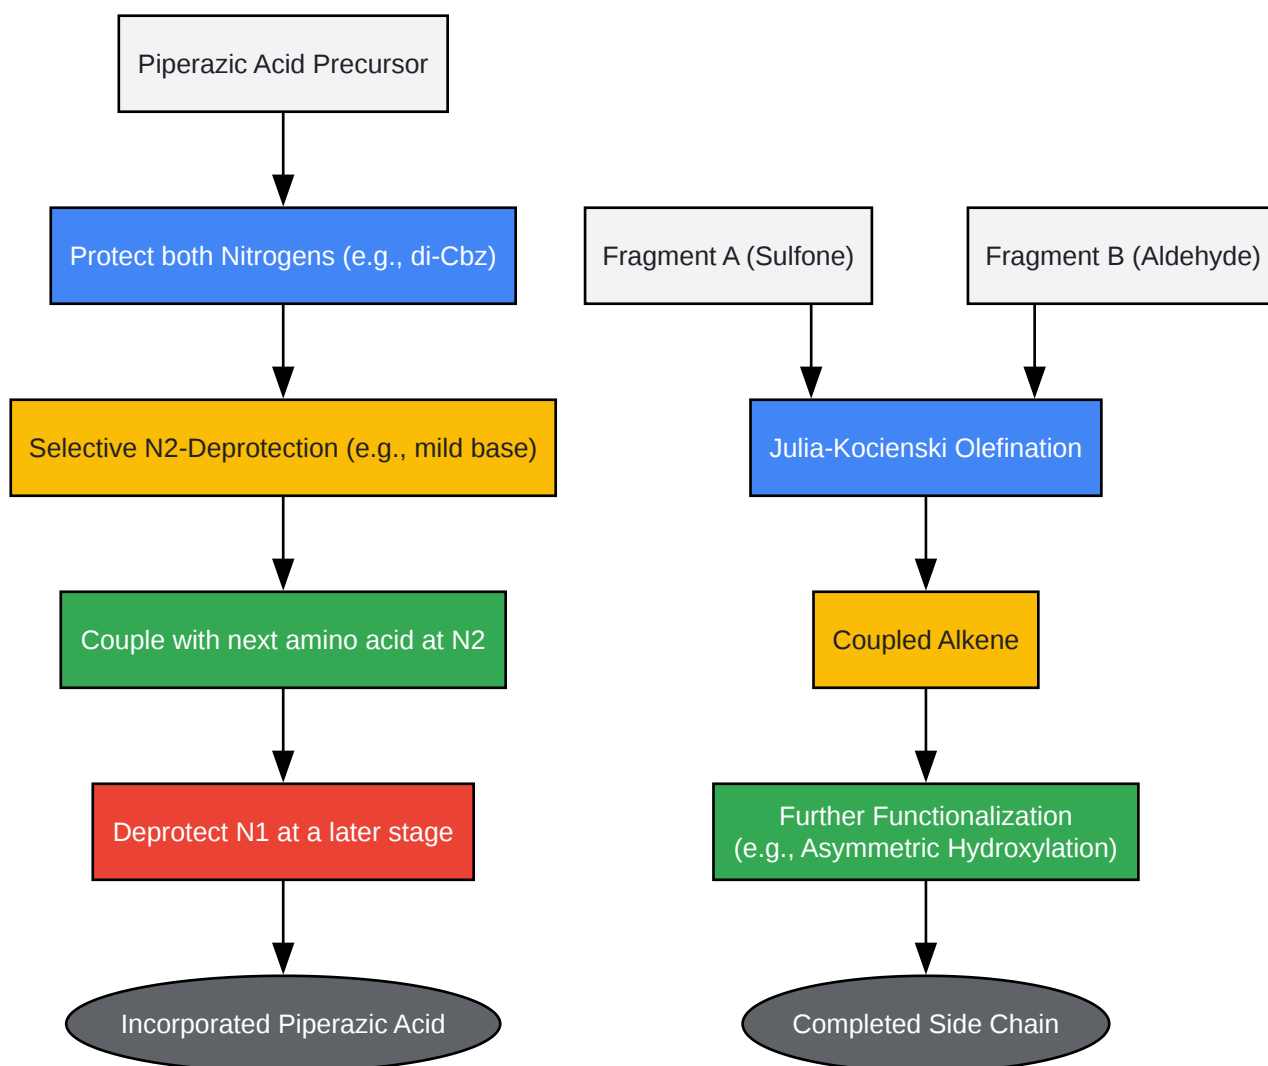 Piperazic Acid Precursor
Protect both Nitrogens (e.g., di-Cbz)
Selective N2-Deprotection (e.g., mild base)
Couple with next amino acid at N2
Deprotect N1 at a later stage
Incorporated Piperazic Acid
Fragment A (Sulfone)
Fragment B (Aldehyde)
Julia-Kocienski Olefination
Coupled Alkene
Further Functionalization
(e.g., Asymmetric Hydroxylation)
Completed Side Chain